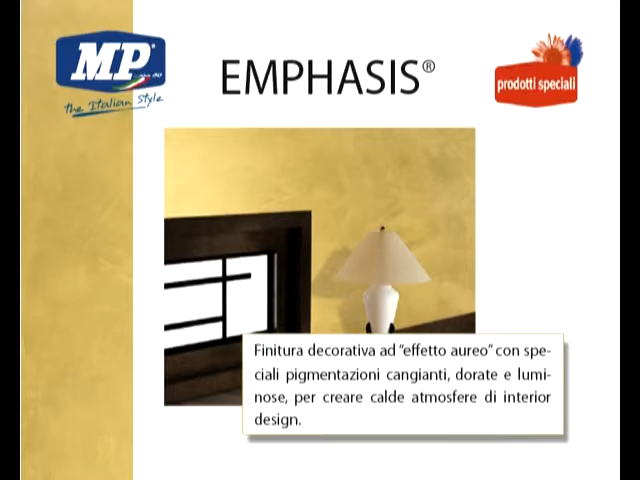 MP®
the Italian Style
EMPHASIS®
prodotti speciali
Finitura decorativa ad "effetto aureo" con spe-
ciali pigmentazioni cangianti, dorate e lumi-
nose, per creare calde atmosfere di interior
design.